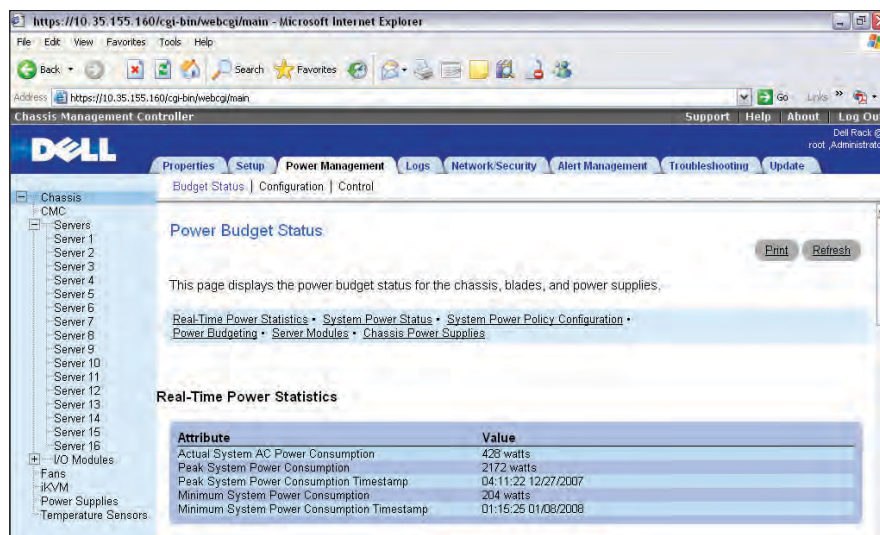 https://10.35.155.160/cgi-bin/webcgi/main - Microsoft Internet Explorer
File Edit View Favorites Tools Help
Back Search Favorites
Address https://10.35.155.160/cgi-bin/webcgi/main Go Links »
Chassis Management Controller Support Help About Log Ou
DELL
Dell Rack @
root ,Administrato
Properties Setup Power Management Logs Network/Security Alert Management Troubleshooting Update
Budget Status | Configuration | Control
Chassis
CMC
Servers
Server 1
Server 2
Server 3
Server 4
Server 5
Server 6
Server 7
Server 8
Server 9
Server 10
Server 11
Server 12
Server 13
Server 14
Server 15
Server 16
I/O Modules
Fans
iKVM
Power Supplies
Temperature Sensors
Power Budget Status
Print Refresh
This page displays the power budget status for the chassis, blades, and power supplies.
Real-Time Power Statistics • System Power Status • System Power Policy Configuration •
Power Budgeting • Server Modules • Chassis Power Supplies
Real-Time Power Statistics
Attribute Value
Actual System AC Power Consumption 428 watts
Peak System Power Consumption 2172 watts
Peak System Power Consumption Timestamp 04:11:22 12/27/2007
Minimum System Power Consumption 204 watts
Minimum System Power Consumption Timestamp 01:15:25 01/08/2008